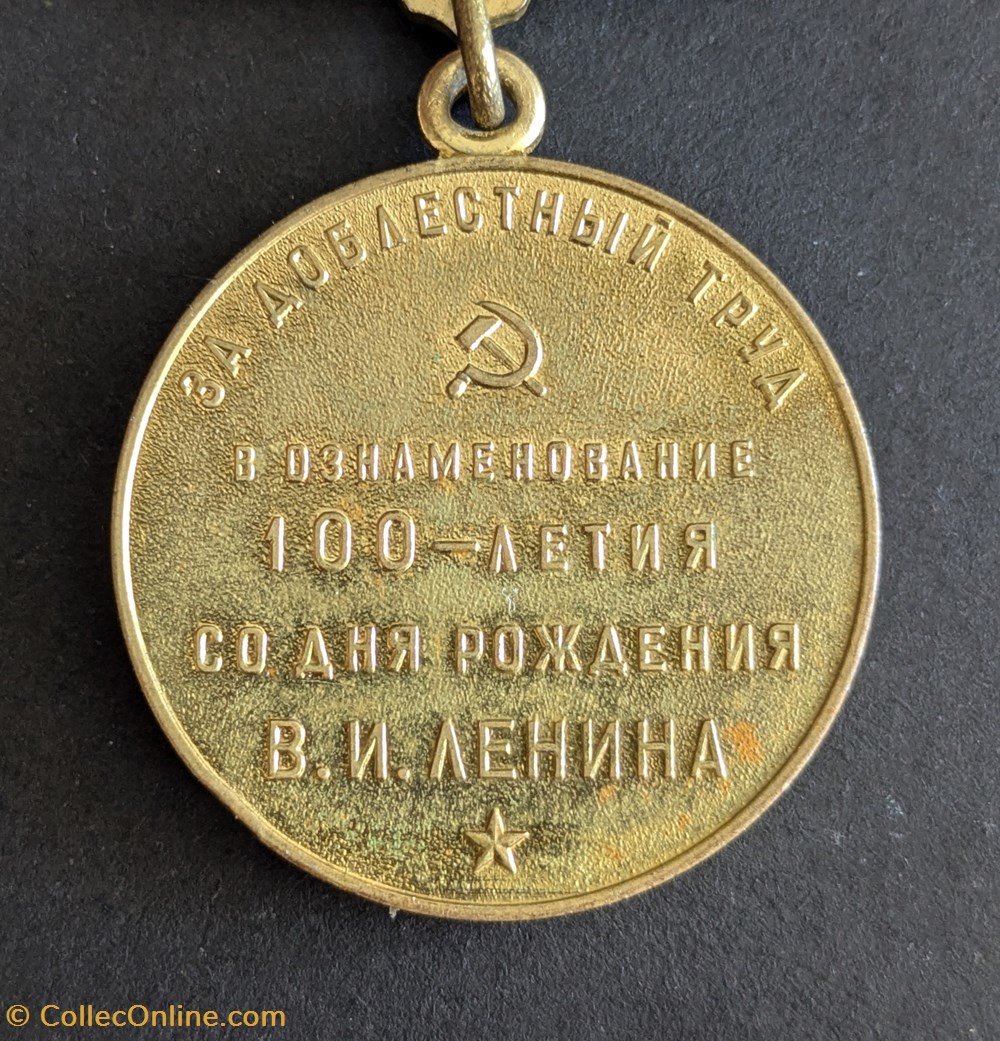 ЗА ДОБЛЕСТНЫЙ ТРУД
В ОЗНАМЕНОВАНИЕ
100-ЛЕТИЯ
СО ДНЯ РОЖДЕНИЯ
В.И. ЛЕНИНА
© CollecOnline.com